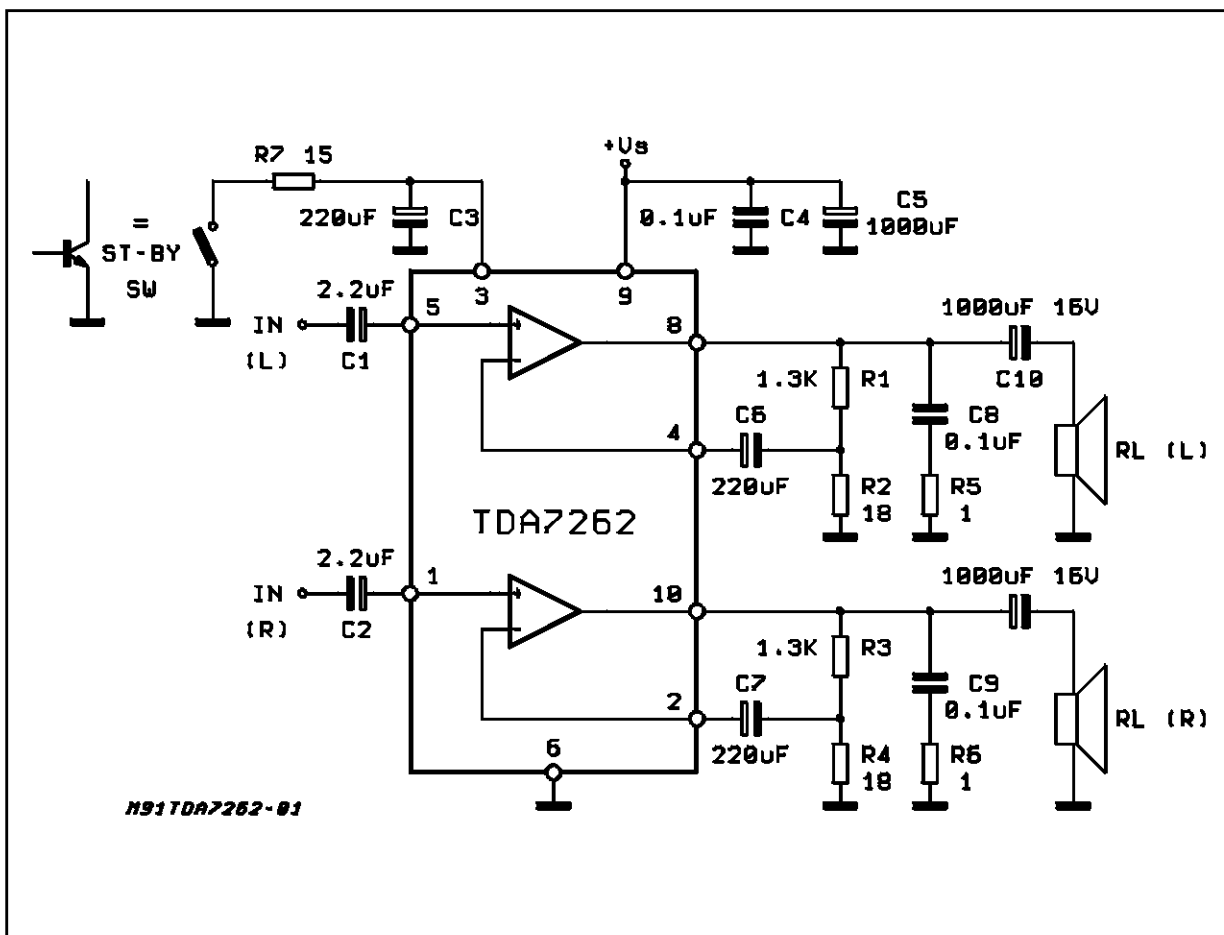 +Vs
R7 15
220uF
C3
0.1uF
C4
C5
1000uF
=
ST-BY
SW
3
9
2.2uF
5
IN
(L)
C1
8
1000uF 16V
C10
1.3K
R1
C6
C8
0.1uF
4
220uF
R2
18
R5
1
RL (L)
TDA7262
2.2uF
1
IN
(R)
C2
10
1000uF 16V
1.3K
R3
C7
C9
0.1uF
2
220uF
R4
18
R6
1
RL (R)
6
M91TDA7262-01